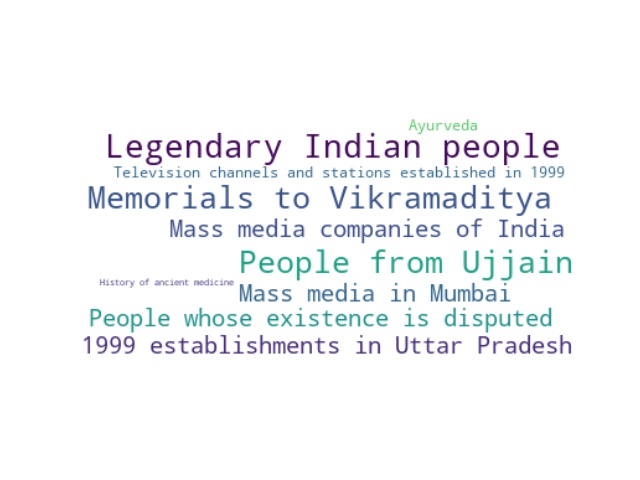 Ayurveda
Legendary Indian people
Television channels and stations established in 1999
Memorials to Vikramaditya
Mass media companies of India
People from Ujjain
History of ancient medicine
Mass media in Mumbai
People whose existence is disputed
1999 establishments in Uttar Pradesh